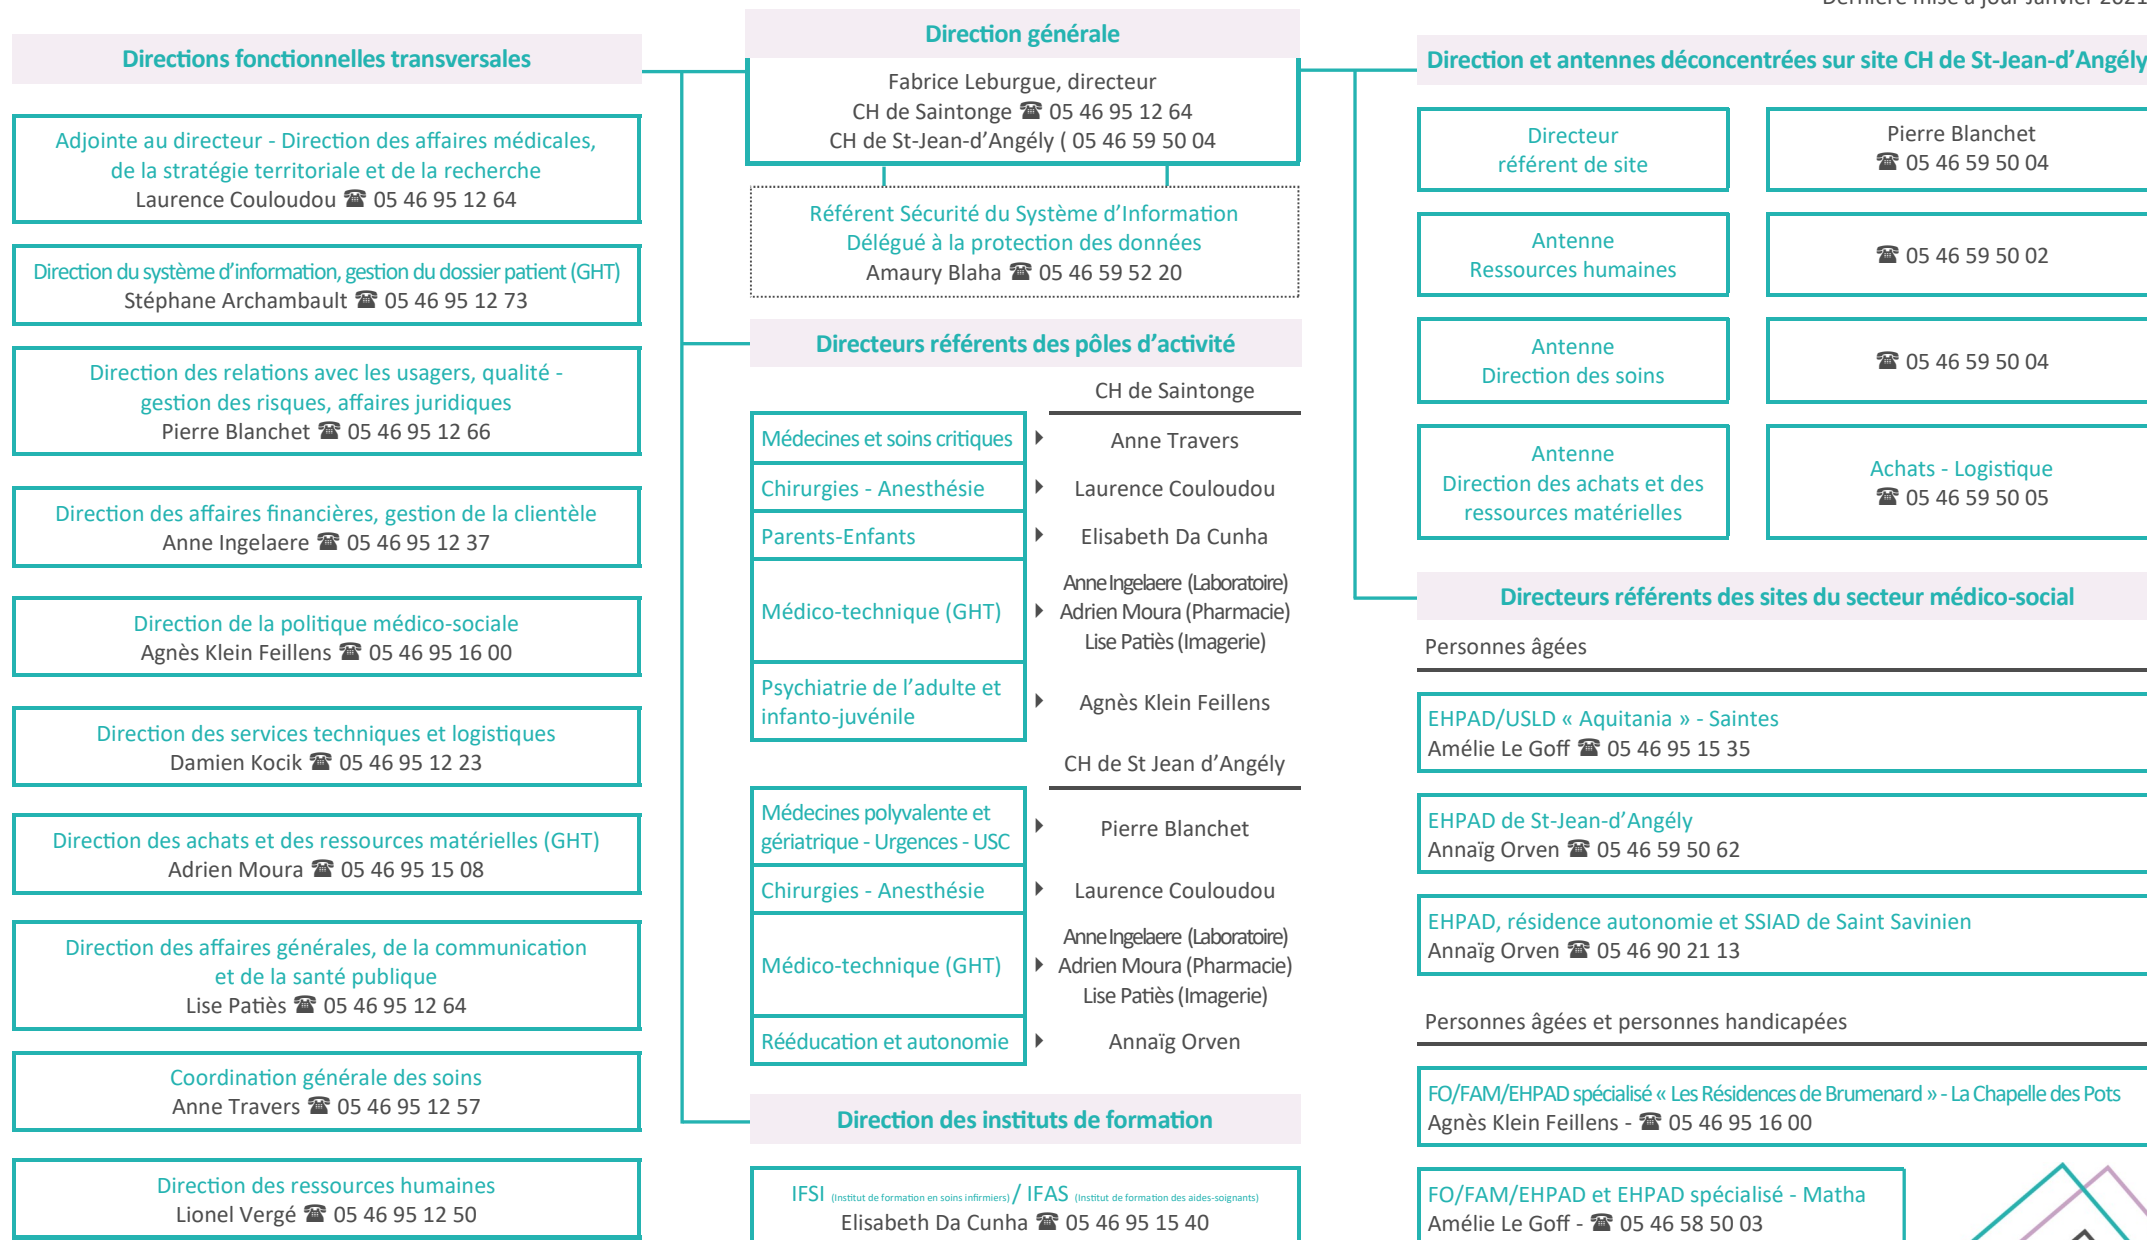 Dernière mise à jour Janvier 2021
Directions fonctionnelles transversales
Adjointe au directeur - Direction des affaires médicales,
de la stratégie territoriale et de la recherche
Laurence Couloudou ☎ 05 46 95 12 64
Direction du système d’information, gestion du dossier patient (GHT)
Stéphane Archambault ☎ 05 46 95 12 73
Direction des relations avec les usagers, qualité -
gestion des risques, affaires juridiques
Pierre Blanchet ☎ 05 46 95 12 66
Direction des affaires financières, gestion de la clientèle
Anne Ingelaere ☎ 05 46 95 12 37
Direction de la politique médico-sociale
Agnès Klein Feillens ☎ 05 46 95 16 00
Direction des services techniques et logistiques
Damien Kocik ☎ 05 46 95 12 23
Direction des achats et des ressources matérielles (GHT)
Adrien Moura ☎ 05 46 95 15 08
Direction des affaires générales, de la communication
et de la santé publique
Lise Patiès ☎ 05 46 95 12 64
Coordination générale des soins
Anne Travers ☎ 05 46 95 12 57
Direction des ressources humaines
Lionel Vergé ☎ 05 46 95 12 50
Direction générale
Fabrice Leburgue, directeur
CH de Saintonge ☎ 05 46 95 12 64
CH de St-Jean-d’Angély ( 05 46 59 50 04
Référent Sécurité du Système d’Information
Délégué à la protection des données
Amaury Blaha ☎ 05 46 59 52 20
Directeurs référents des pôles d’activité
CH de Saintonge
Médecines et soins critiques
Anne Travers
Chirurgies - Anesthésie
Laurence Couloudou
Parents-Enfants
Elisabeth Da Cunha
Médico-technique (GHT)
Anne Ingelaere (Laboratoire)
Adrien Moura (Pharmacie)
Lise Patiès (Imagerie)
Psychiatrie de l’adulte et
infanto-juvénile
Agnès Klein Feillens
CH de St Jean d’Angély
Médecines polyvalente et
gériatrique - Urgences - USC
Pierre Blanchet
Chirurgies - Anesthésie
Laurence Couloudou
Médico-technique (GHT)
Anne Ingelaere (Laboratoire)
Adrien Moura (Pharmacie)
Lise Patiès (Imagerie)
Rééducation et autonomie
Annaïg Orven
Direction des instituts de formation
IFSI (Institut de formation en soins infirmiers) / IFAS (Institut de formation des aides-soignants)
Elisabeth Da Cunha ☎ 05 46 95 15 40
Direction et antennes déconcentrées sur site CH de St-Jean-d’Angély
Directeur
référent de site
Pierre Blanchet
☎ 05 46 59 50 04
Antenne
Ressources humaines
☎ 05 46 59 50 02
Antenne
Direction des soins
☎ 05 46 59 50 04
Antenne
Direction des achats et des
ressources matérielles
Achats - Logistique
☎ 05 46 59 50 05
Directeurs référents des sites du secteur médico-social
Personnes âgées
EHPAD/USLD « Aquitania » - Saintes
Amélie Le Goff ☎ 05 46 95 15 35
EHPAD de St-Jean-d’Angély
Annaïg Orven ☎ 05 46 59 50 62
EHPAD, résidence autonomie et SSIAD de Saint Savinien
Annaïg Orven ☎ 05 46 90 21 13
Personnes âgées et personnes handicapées
FO/FAM/EHPAD spécialisé « Les Résidences de Brumenard » - La Chapelle des Pots
Agnès Klein Feillens - ☎ 05 46 95 16 00
FO/FAM/EHPAD et EHPAD spécialisé - Matha
Amélie Le Goff - ☎ 05 46 58 50 03